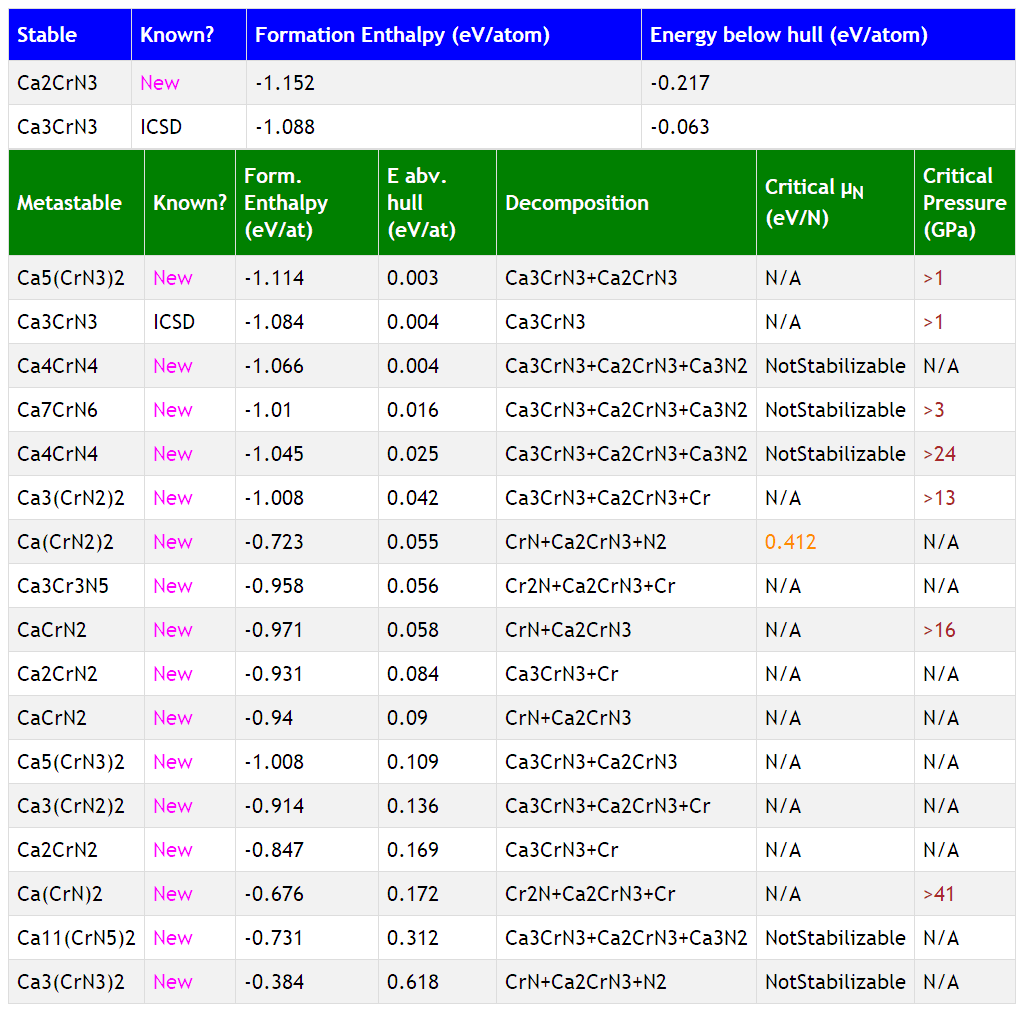 Stable Known? Formation Enthalpy (eV/atom) Energy below hull (eV/atom)
Ca2CrN3 New -1.152 -0.217
Ca3CrN3 ICSD -1.088 -0.063
Metastable Known? Form. Enthalpy (eV/at) E abv. hull (eV/at) Decomposition Critical μN (eV/N) Critical Pressure (GPa)
Ca5(CrN3)2 New -1.114 0.003 Ca3CrN3+Ca2CrN3 N/A >1
Ca3CrN3 ICSD -1.084 0.004 Ca3CrN3 N/A >1
Ca4CrN4 New -1.066 0.004 Ca3CrN3+Ca2CrN3+Ca3N2 NotStabilizable N/A
Ca7CrN6 New -1.01 0.016 Ca3CrN3+Ca2CrN3+Ca3N2 NotStabilizable >3
Ca4CrN4 New -1.045 0.025 Ca3CrN3+Ca2CrN3+Ca3N2 NotStabilizable >24
Ca3(CrN2)2 New -1.008 0.042 Ca3CrN3+Ca2CrN3+Cr N/A >13
Ca(CrN2)2 New -0.723 0.055 CrN+Ca2CrN3+N2 0.412 N/A
Ca3Cr3N5 New -0.958 0.056 Cr2N+Ca2CrN3+Cr N/A N/A
CaCrN2 New -0.971 0.058 CrN+Ca2CrN3 N/A >16
Ca2CrN2 New -0.931 0.084 Ca3CrN3+Cr N/A N/A
CaCrN2 New -0.94 0.09 CrN+Ca2CrN3 N/A N/A
Ca5(CrN3)2 New -1.008 0.109 Ca3CrN3+Ca2CrN3 N/A N/A
Ca3(CrN2)2 New -0.914 0.136 Ca3CrN3+Ca2CrN3+Cr N/A N/A
Ca2CrN2 New -0.847 0.169 Ca3CrN3+Cr N/A N/A
Ca(CrN)2 New -0.676 0.172 Cr2N+Ca2CrN3+Cr N/A >41
Ca11(CrN5)2 New -0.731 0.312 Ca3CrN3+Ca2CrN3+Ca3N2 NotStabilizable N/A
Ca3(CrN3)2 New -0.384 0.618 CrN+Ca2CrN3+N2 NotStabilizable N/A